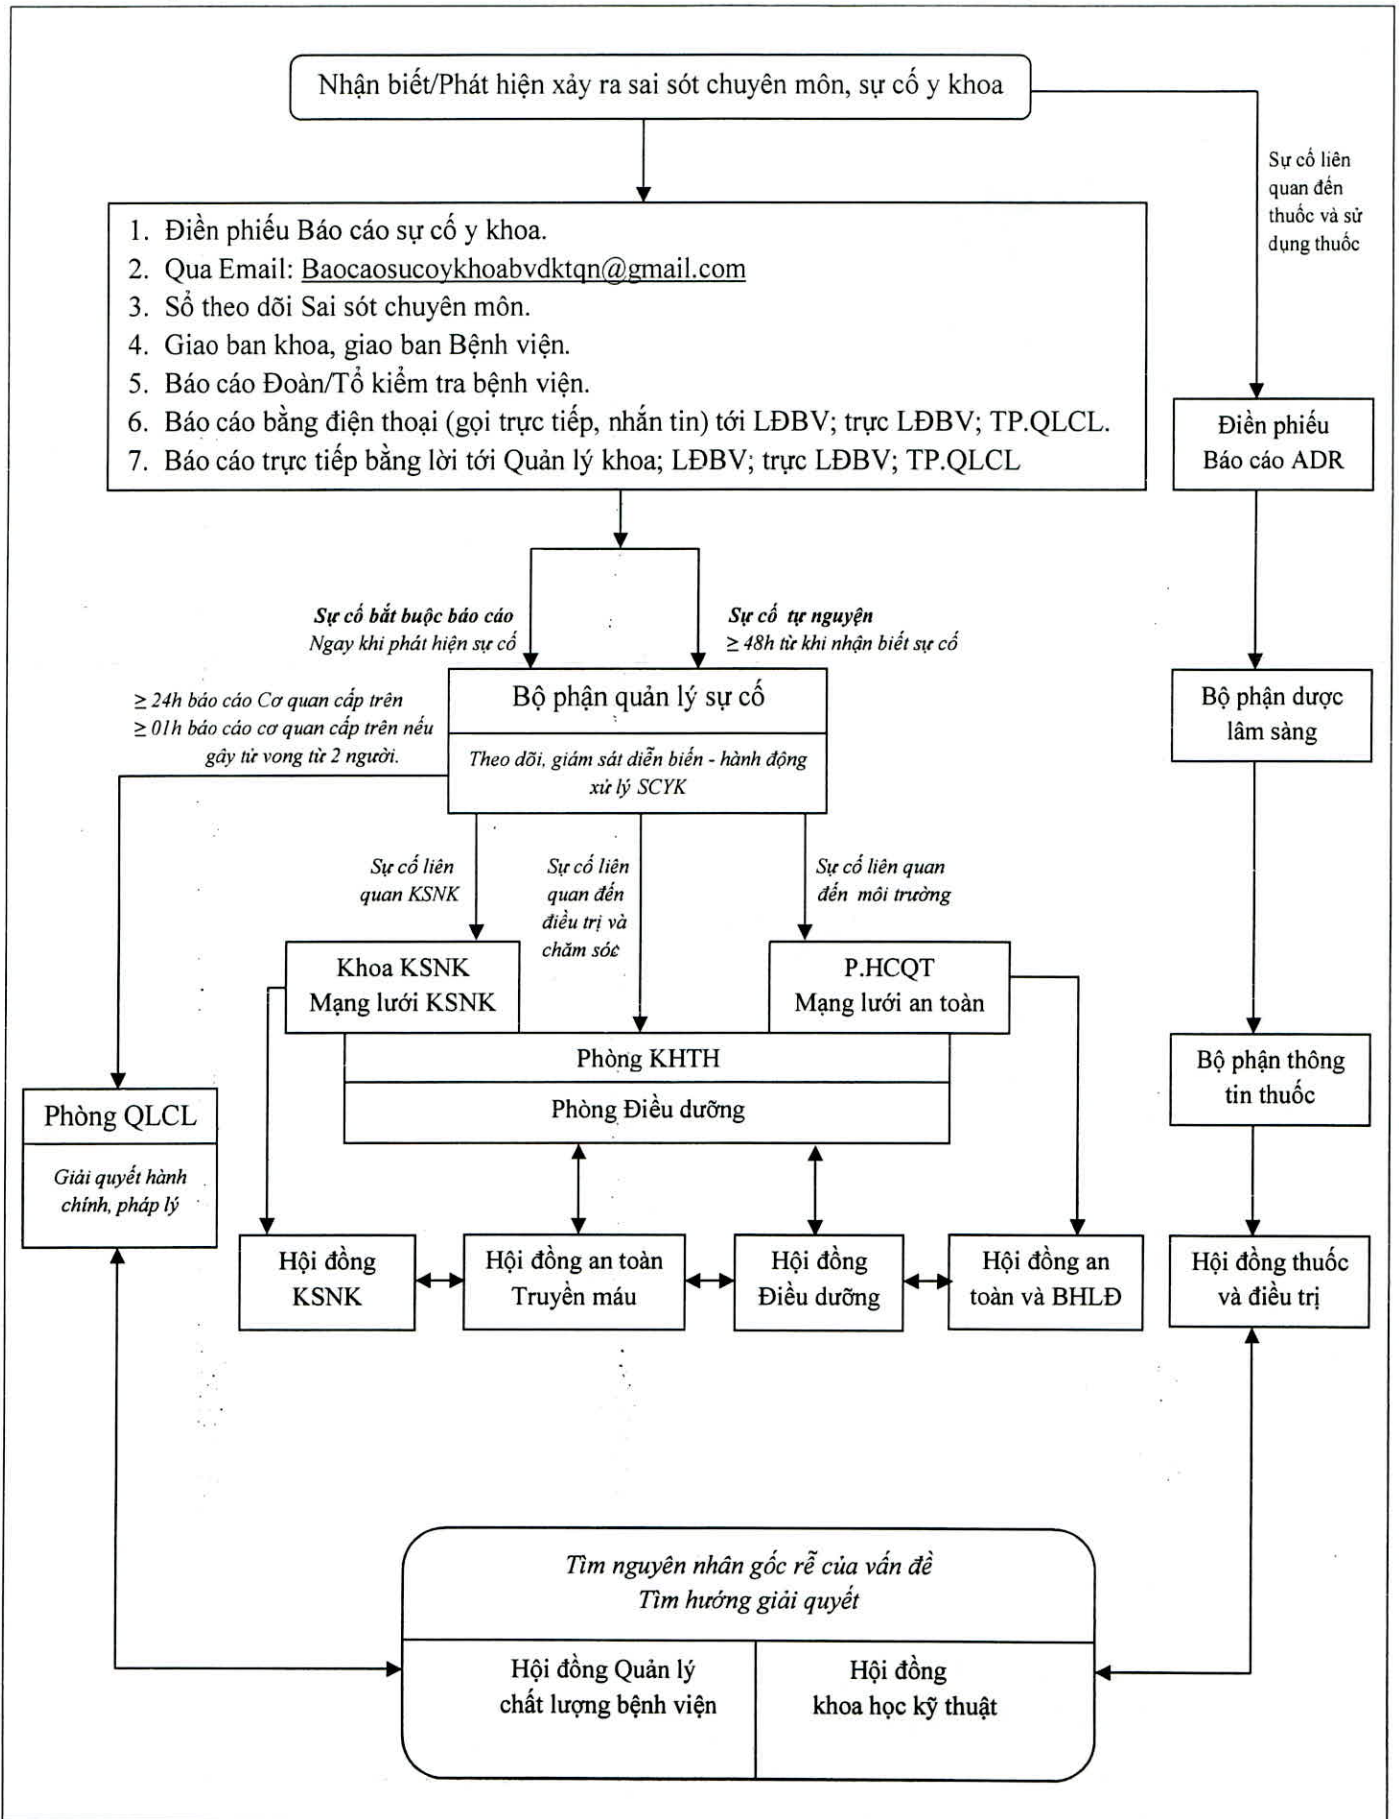 Nhận biết/Phát hiện xảy ra sai sót chuyên môn, sự cố y khoa
Sự cố liên
quan đến
thuốc và sử
dụng thuốc
1. Điền phiếu Báo cáo sự cố y khoa.
2. Qua Email: Baocaosucoykhoabvdktqn@gmail.com
3. Sổ theo dõi Sai sót chuyên môn.
4. Giao ban khoa, giao ban Bệnh viện.
5. Báo cáo Đoàn/Tổ kiểm tra bệnh viện.
6. Báo cáo bằng điện thoại (gọi trực tiếp, nhắn tin) tới LĐBV; trực LĐBV; TP.QLCL.
7. Báo cáo trực tiếp bằng lời tới Quản lý khoa; LĐBV; trực LĐBV; TP.QLCL
Điền phiếu
Báo cáo ADR
Sự cố bắt buộc báo cáo
Ngay khi phát hiện sự cố
Sự cố tự nguyện
≥ 48h từ khi nhận biết sự cố
≥ 24h báo cáo Cơ quan cấp trên
≥ 01h báo cáo cơ quan cấp trên nếu
gây tử vong từ 2 người.
Bộ phận quản lý sự cố
Theo dõi, giám sát diễn biến - hành động
xử lý SCYK
Bộ phận dược
lâm sàng
Sự cố liên
quan KSNK
Sự cố liên
quan đến
điều trị và
chăm sóc
Sự cố liên quan
đến môi trường
Khoa KSNK
Mạng lưới KSNK
P.HCQT
Mạng lưới an toàn
Phòng KHTH
Phòng Điều dưỡng
Bộ phận thông
tin thuốc
Phòng QLCL
Giải quyết hành
chính, pháp lý
Hội đồng
KSNK
Hội đồng an toàn
Truyền máu
Hội đồng
Điều dưỡng
Hội đồng an
toàn và BHLĐ
Hội đồng thuốc
và điều trị
Tìm nguyên nhân gốc rễ của vấn đề
Tìm hướng giải quyết
Hội đồng Quản lý
chất lượng bệnh viện
Hội đồng
khoa học kỹ thuật